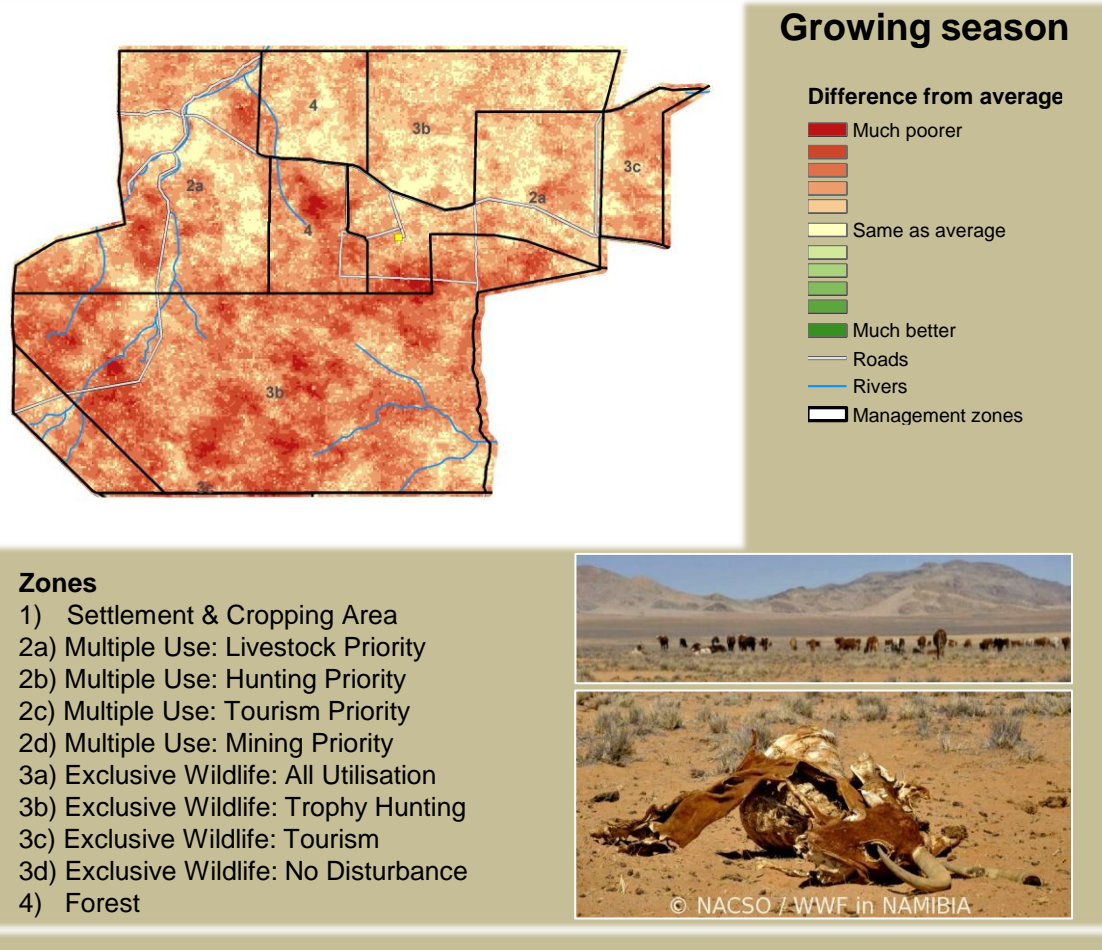 Growing season
Difference from average
Much poorer
Same as average
Much better
Roads
Rivers
Management zones
4
3b
3c
2a
2a
4
3b
3c
Zones
1) Settlement & Cropping Area
2a) Multiple Use: Livestock Priority
2b) Multiple Use: Hunting Priority
2c) Multiple Use: Tourism Priority
2d) Multiple Use: Mining Priority
3a) Exclusive Wildlife: All Utilisation
3b) Exclusive Wildlife: Trophy Hunting
3c) Exclusive Wildlife: Tourism
3d) Exclusive Wildlife: No Disturbance
4) Forest
© NACSO / WWF in NAMIBIA